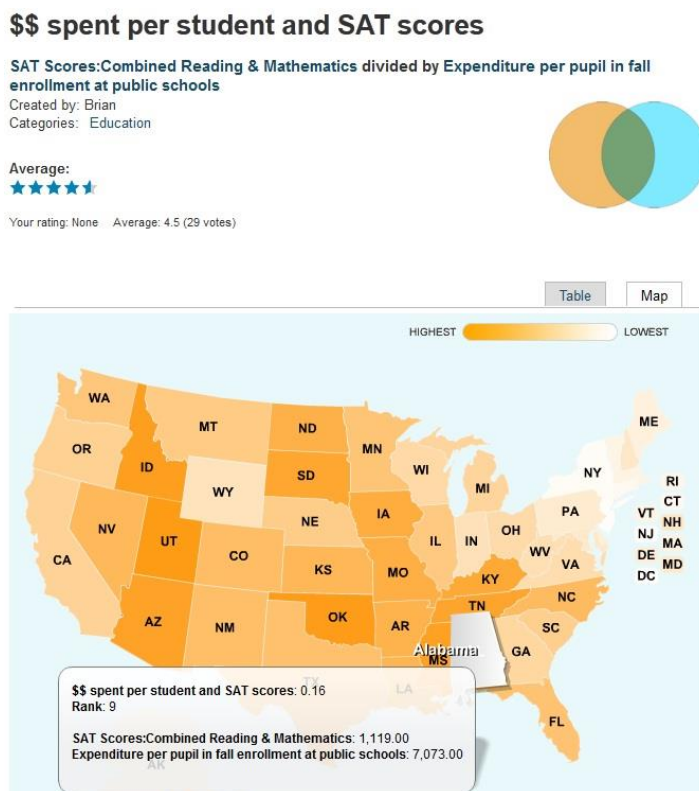 $$ spent per student and SAT scores
SAT Scores:Combined Reading & Mathematics divided by Expenditure per pupil in fall
enrollment at public schools
Created by: Brian
Categories: Education
Average:
Your rating: None Average: 4.5 (29 votes)
Table Map
HIGHEST LOWEST
WA
MT
ND
MN
ME
OR
ID
SD
WI
MI
NY
WY
RI
CT
VT
NH
NJ
MA
DE
MD
DC
NV
UT
CO
NE
IA
IL
IN
OH
PA
WV
VA
CA
KS
MO
KY
AZ
NM
OK
AR
TN
NC
SC
Alabama
MS
GA
TX
LA
FL
AK
$$ spent per student and SAT scores: 0.16
Rank: 9
SAT Scores:Combined Reading & Mathematics: 1,119.00
Expenditure per pupil in fall enrollment at public schools: 7,073.00